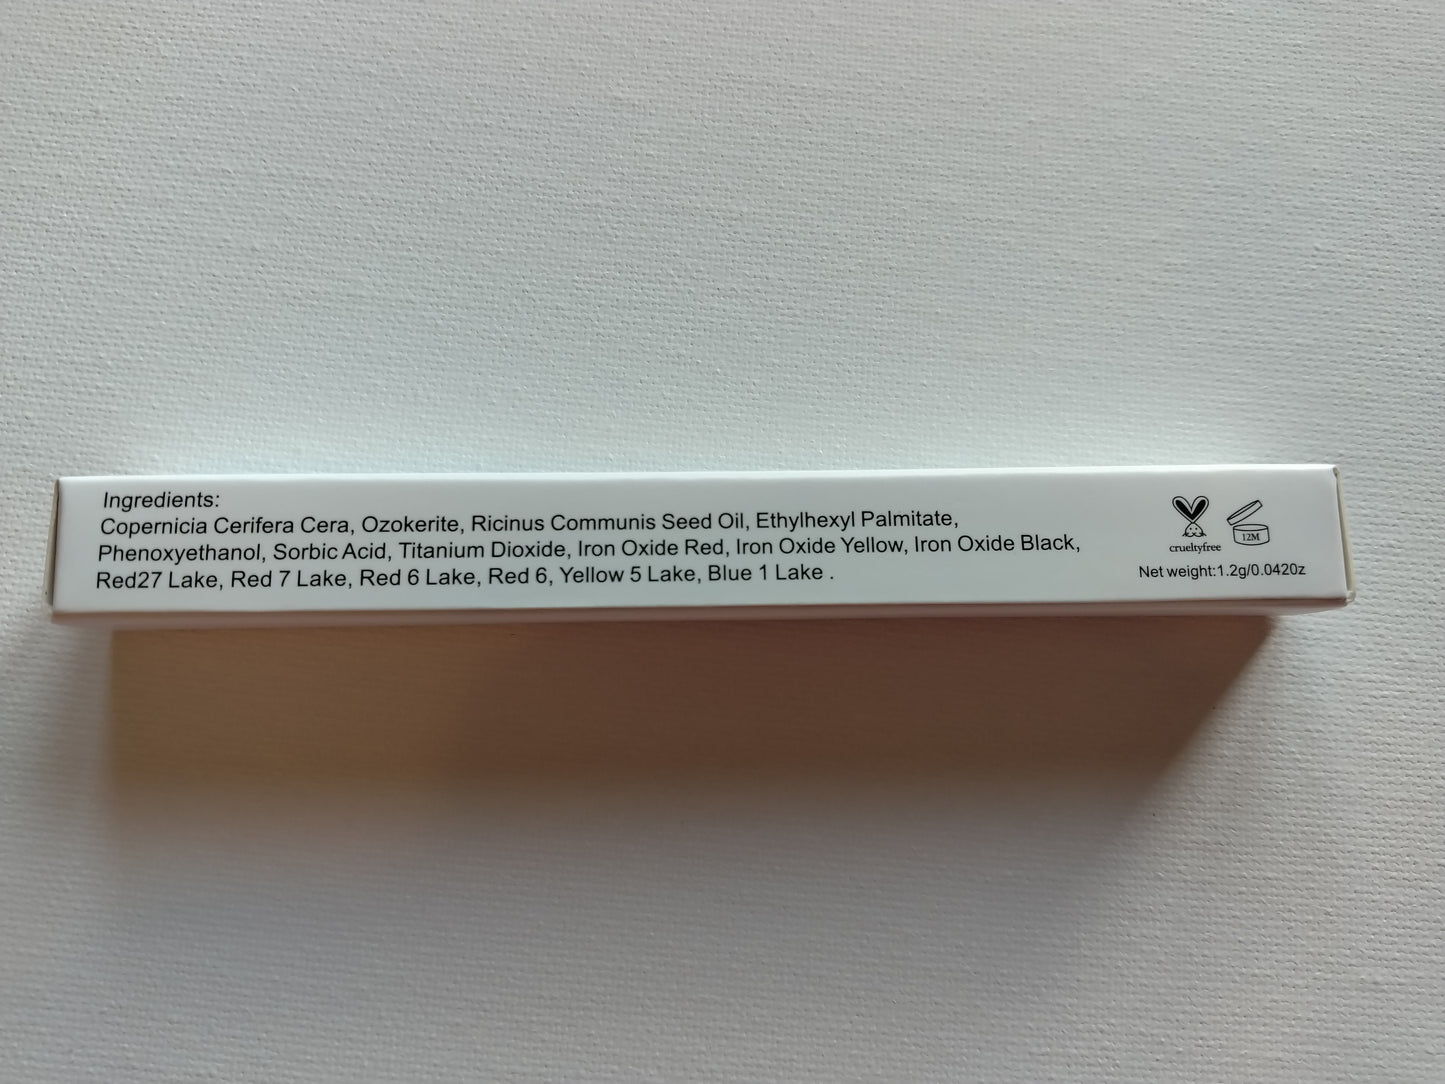 Ingredients:
Copernicia Cerifera Cera, Ozokerite, Ricinus Communis Seed Oil, Ethylhexyl Palmitate,
Phenoxyethanol, Sorbic Acid, Titanium Dioxide, Iron Oxide Red, Iron Oxide Yellow, Iron Oxide Black,
Red27 Lake, Red 7 Lake, Red 6 Lake, Red 6, Yellow 5 Lake, Blue 1 Lake .
crueltyfree
12M
Net weight:1.2g/0.0420z